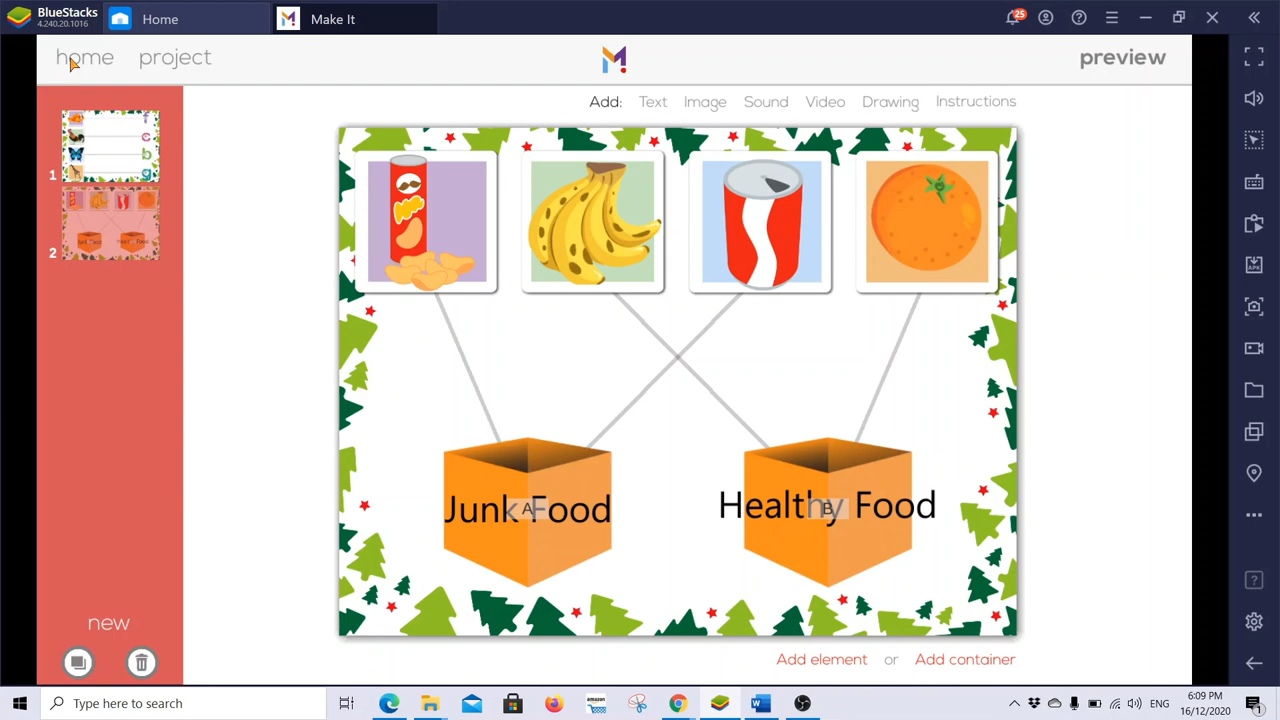 BlueStacks
4.240.20.1016
Home
Make It
25
home
project
preview
Add: Text Image Sound Video Drawing Instructions
f
c
b
g
1
2
Junk Food
A
Healthy Food
B
new
Add element or Add container
Type here to search
amazon
ENG
6:09 PM
16/12/2020
1